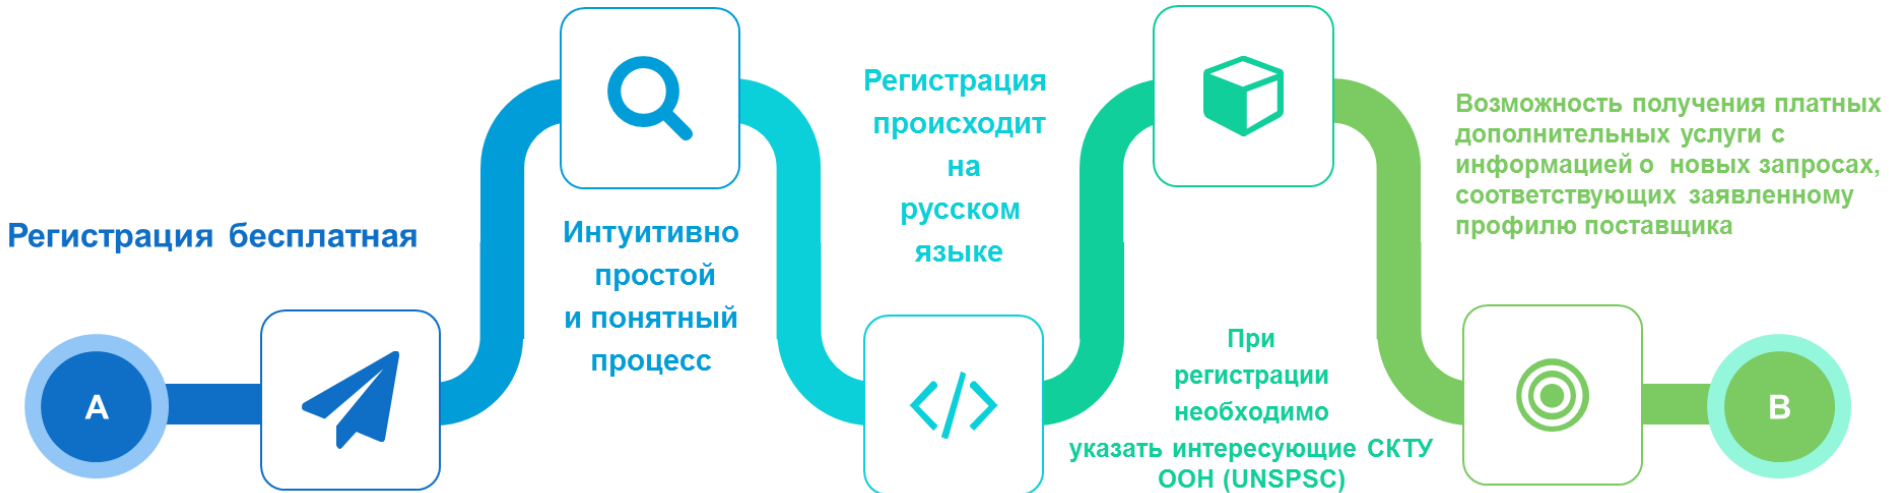 Регистрация бесплатная
A
Интуитивно
простой
и понятный
процесс
Регистрация
происходит
на
русском
языке
При
регистрации
необходимо
указать интересующие СКТУ
ООН (UNSPSC)
Возможность получения платных
дополнительных услуги с
информацией о новых запросах,
соответствующих заявленному
профилю поставщика
B